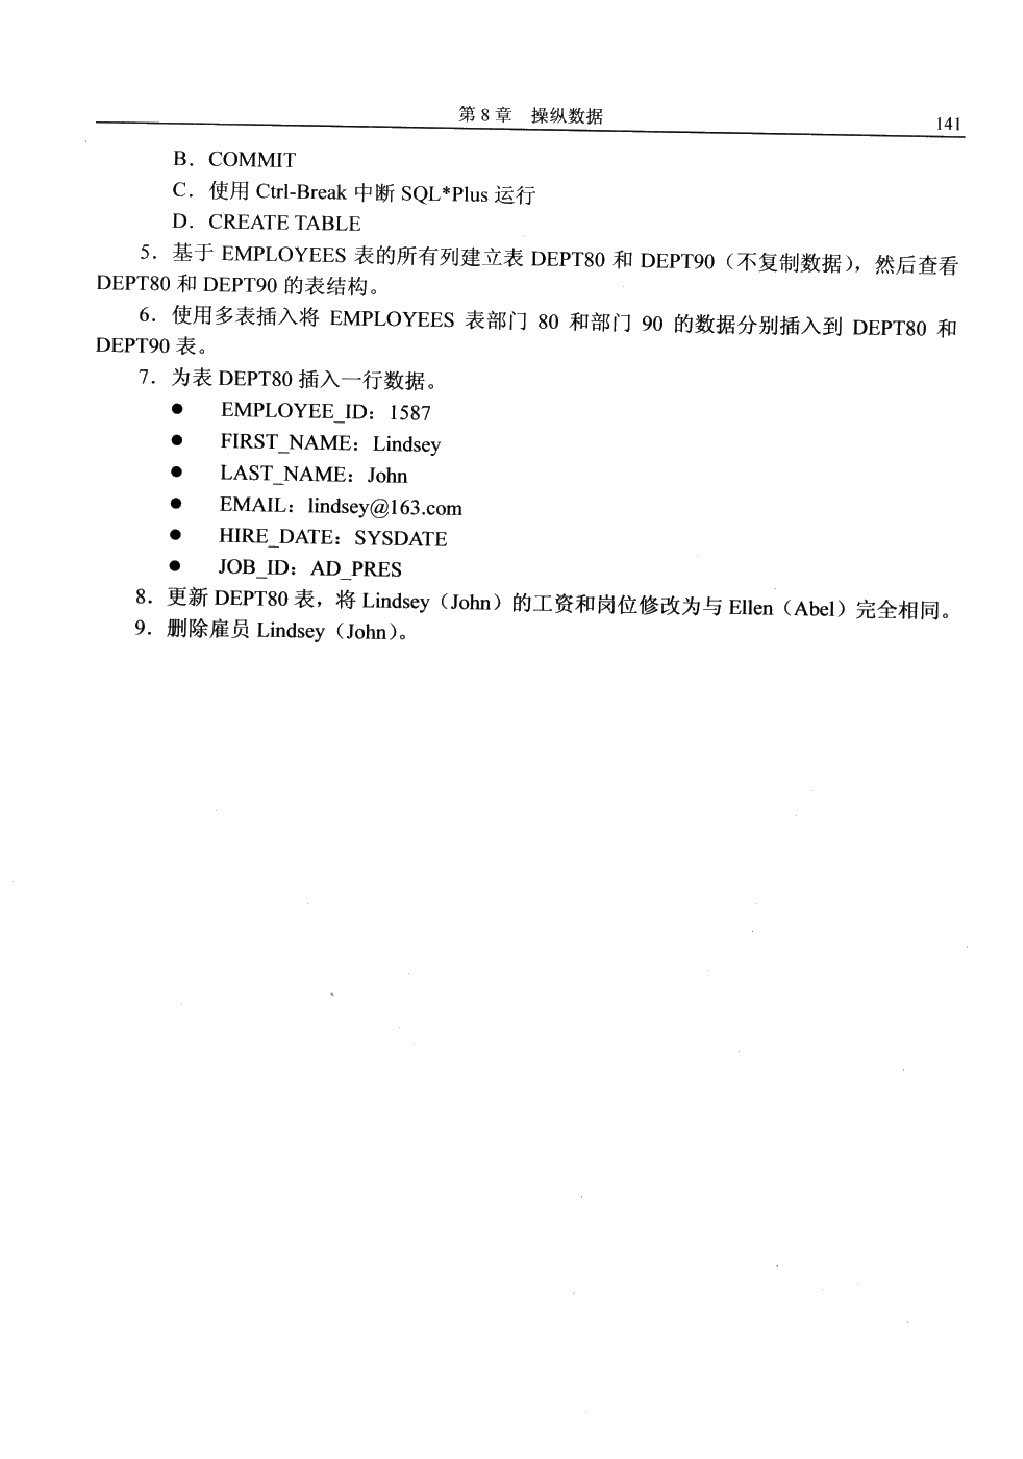 第 8 章　操纵数据
141
B．COMMIT
C．使用 Ctrl-Break 中断 SQL*Plus 运行
D．CREATE TABLE
5．基于 EMPLOYEES 表的所有列建立表 DEPT80 和 DEPT90（不复制数据），然后查看
DEPT80 和 DEPT90 的表结构。
6．使用多表插入将 EMPLOYEES 表部门 80 和部门 90 的数据分别插入到 DEPT80 和
DEPT90 表。
7．为表 DEPT80 插入一行数据。
● EMPLOYEE_ID：1587
● FIRST_NAME：Lindsey
● LAST_NAME：John
● EMAIL：lindsey@163.com
● HIRE_DATE：SYSDATE
● JOB_ID：AD_PRES
8．更新 DEPT80 表，将 Lindsey（John）的工资和岗位修改为与 Ellen（Abel）完全相同。
9．删除雇员 Lindsey（John）。